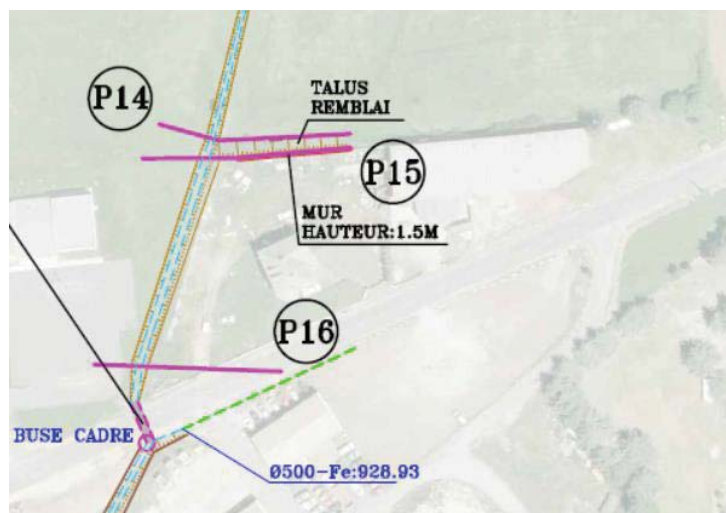 P14
TALUS
REMBLAI
P15
MUR
HAUTEUR:1.5M
P16
BUSE CADRE
Ø500-Fe:928.93